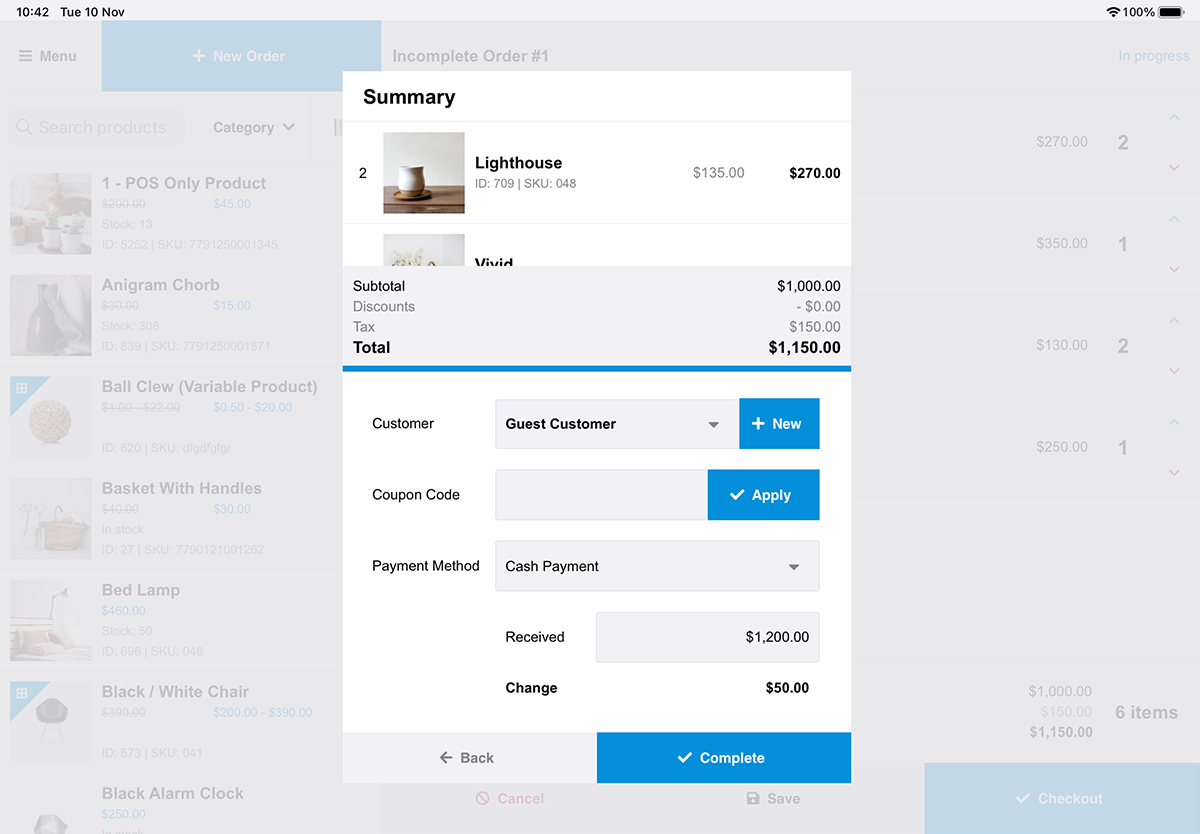 10:42 Tue 10 Nov
100%
Menu
New Order
Incomplete Order #1
In progress
Search products
Category
1 - POS Only Product
$200.00 $45.00
Stock: 13
ID: 5252 | SKU: 7791250001345
Anigram Chorb
$30.00 $15.00
Stock: 308
ID: 839 | SKU: 7791250001871
Ball Clew (Variable Product)
$1.00 - $22.00 $0.50 - $20.00
ID: 620 | SKU: dfgdfgfgr
Basket With Handles
$49.00 $30.00
In stock
ID: 27 | SKU: 7790121001262
Bed Lamp
$460.00
Stock: 50
ID: 696 | SKU: 046
Black / White Chair
$390.00 $200.00 - $390.00
ID: 573 | SKU: 041
Black Alarm Clock
$250.00
In stock
Summary
2 Lighthouse $135.00 $270.00
ID: 709 | SKU: 048
Vivid
Subtotal $1,000.00
Discounts - $0.00
Tax $150.00
Total $1,150.00
Customer Guest Customer New
Coupon Code Apply
Payment Method Cash Payment
Received $1,200.00
Change $50.00
Back Complete
$270.00 2
$350.00 1
$130.00 2
$250.00 1
$1,000.00
$150.00 6 items
$1,150.00
Cancel Save Checkout